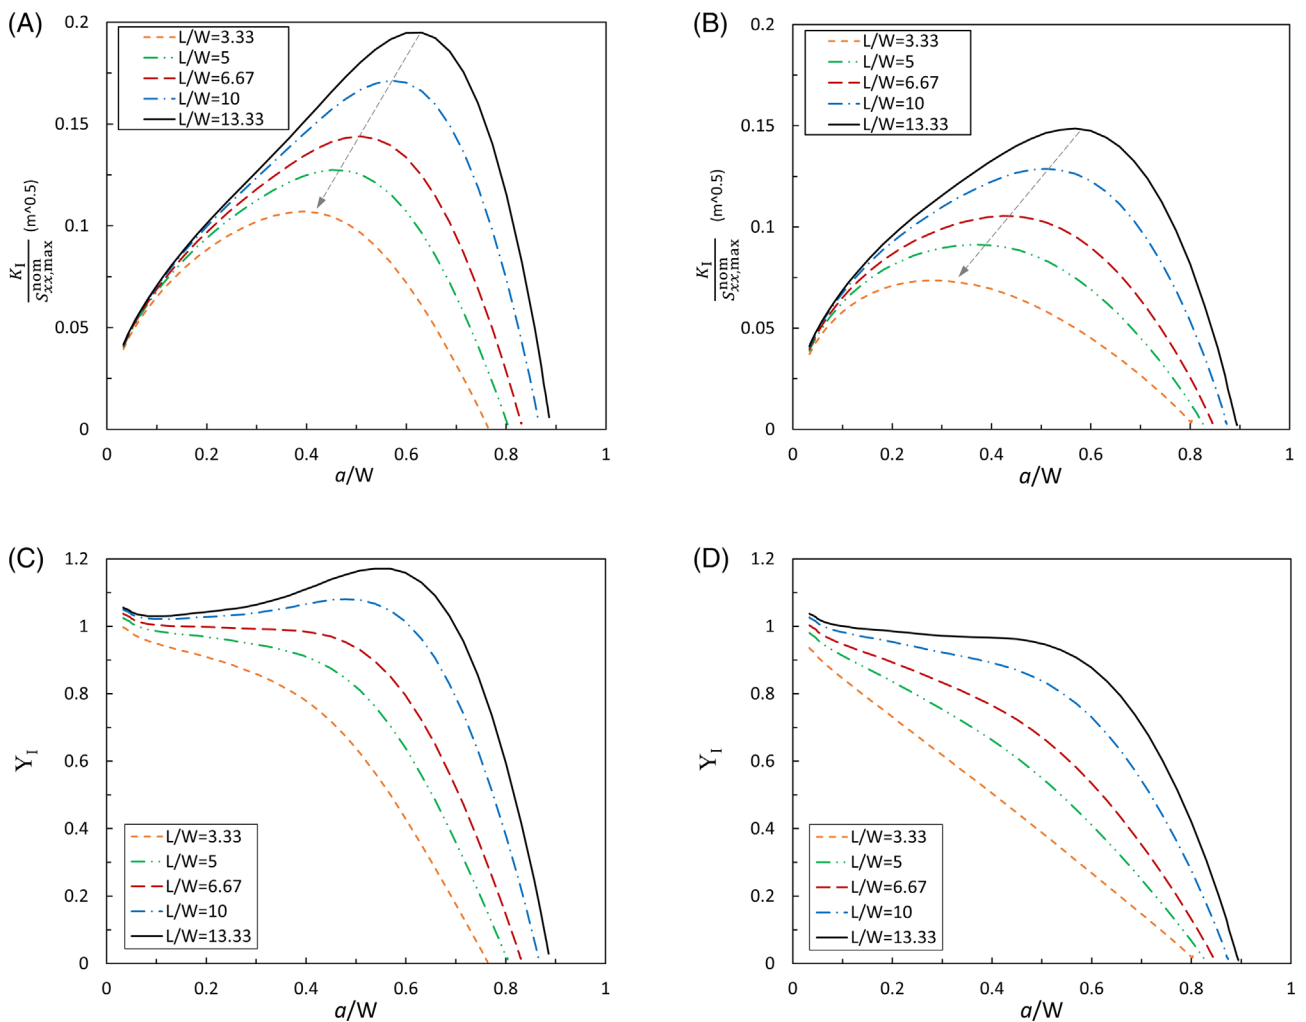 (A)
0.2
0.15
0.1
0.05
0
0 0.2 0.4 0.6 0.8 1
a/W
K_I / S_xx,max^nom (m^0.5)
L/W=3.33
L/W=5
L/W=6.67
L/W=10
L/W=13.33
(B)
0.2
0.15
0.1
0.05
0
0 0.2 0.4 0.6 0.8 1
a/W
K_I / S_xx,max^nom (m^0.5)
L/W=3.33
L/W=5
L/W=6.67
L/W=10
L/W=13.33
(C)
1.2
1
0.8
0.6
0.4
0.2
0
0 0.2 0.4 0.6 0.8 1
a/W
Y_I
L/W=3.33
L/W=5
L/W=6.67
L/W=10
L/W=13.33
(D)
1.2
1
0.8
0.6
0.4
0.2
0
0 0.2 0.4 0.6 0.8 1
a/W
Y_I
L/W=3.33
L/W=5
L/W=6.67
L/W=10
L/W=13.33